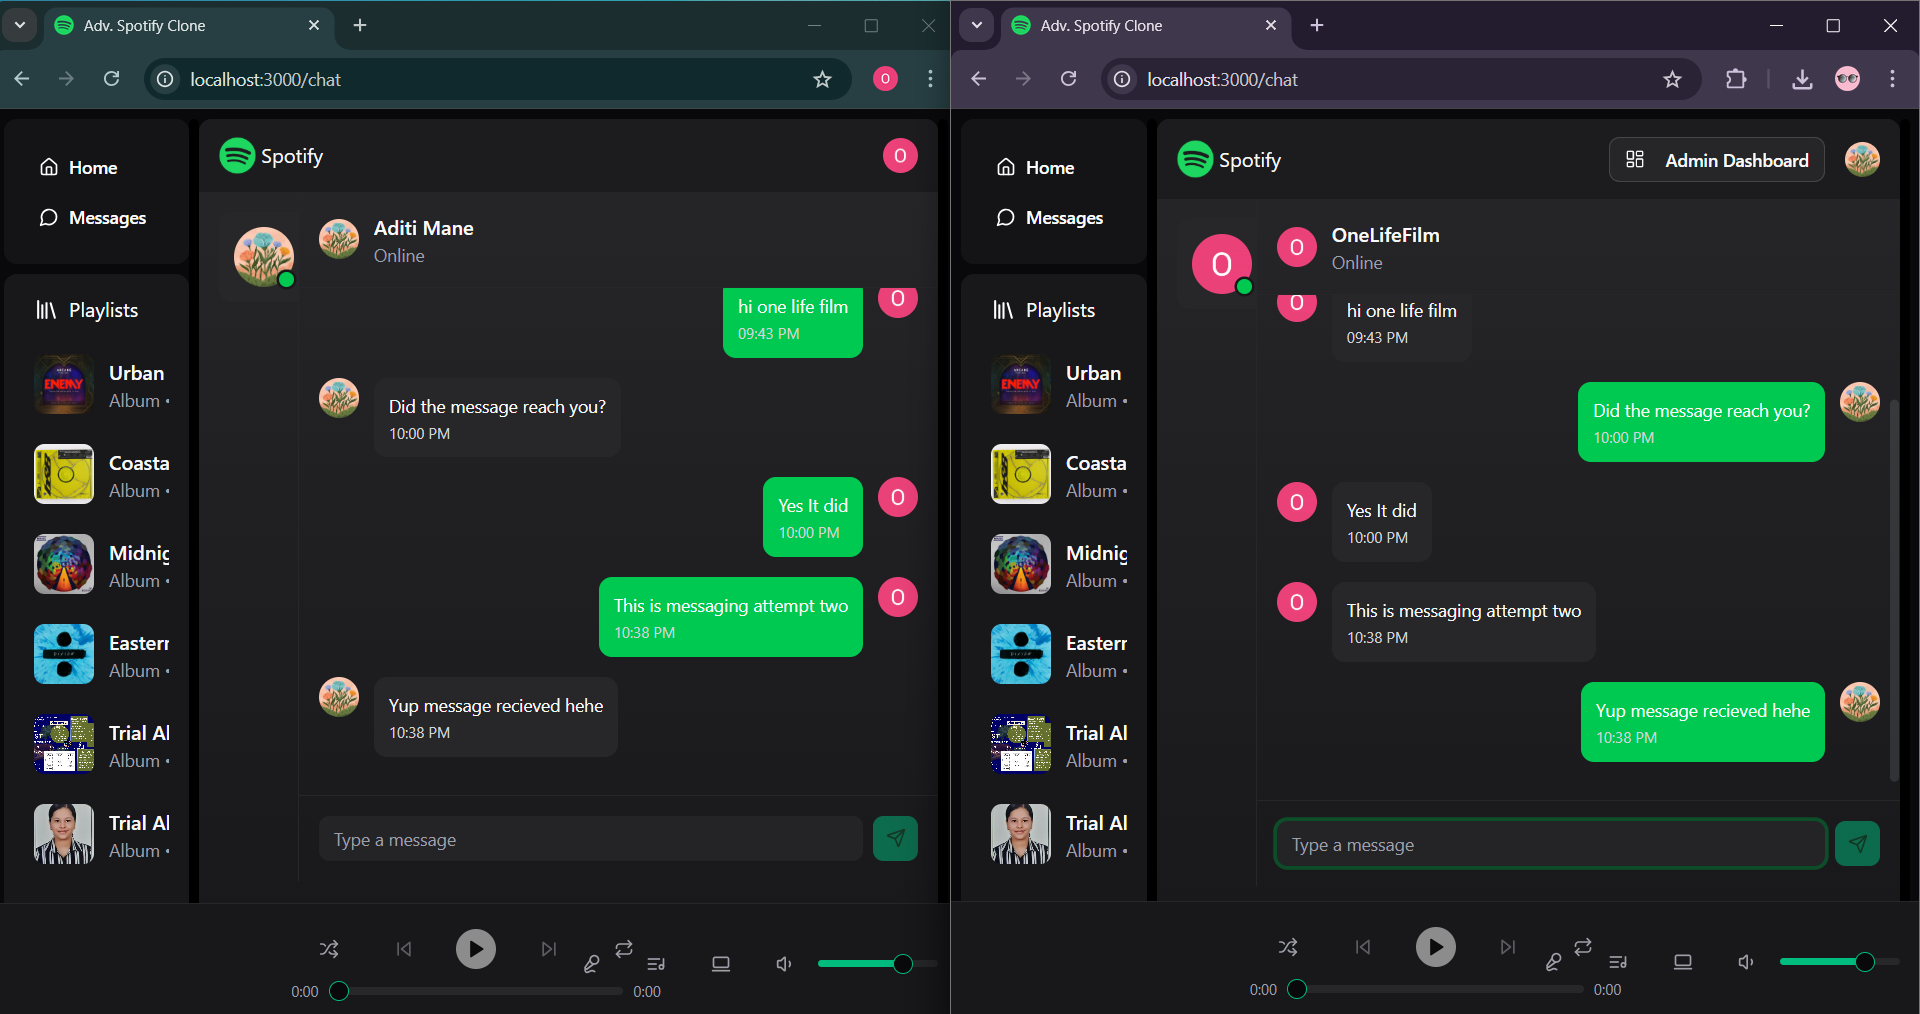 Adv. Spotify Clone
localhost:3000/chat
O
Home
Messages
Playlists
Urban
Album •
Coasta
Album •
Midnig
Album •
Eastern
Album •
Trial Al
Album •
Trial Al
Album •
Spotify
O
Aditi Mane
Online
hi one life film
09:43 PM
O
Did the message reach you?
10:00 PM
Yes It did
10:00 PM
O
This is messaging attempt two
10:38 PM
O
Yup message recieved hehe
10:38 PM
Type a message
0:00
0:00
Adv. Spotify Clone
localhost:3000/chat
Home
Messages
Playlists
ENEMY
Urban
Album •
Coasta
Album •
Midnig
Album •
Eastern
Album •
Trial Al
Album •
Trial Al
Album •
Spotify
Admin Dashboard
O
O
OneLifeFilm
Online
O
hi one life film
09:43 PM
Did the message reach you?
10:00 PM
O
Yes It did
10:00 PM
O
This is messaging attempt two
10:38 PM
Yup message recieved hehe
10:38 PM
Type a message
0:00
0:00